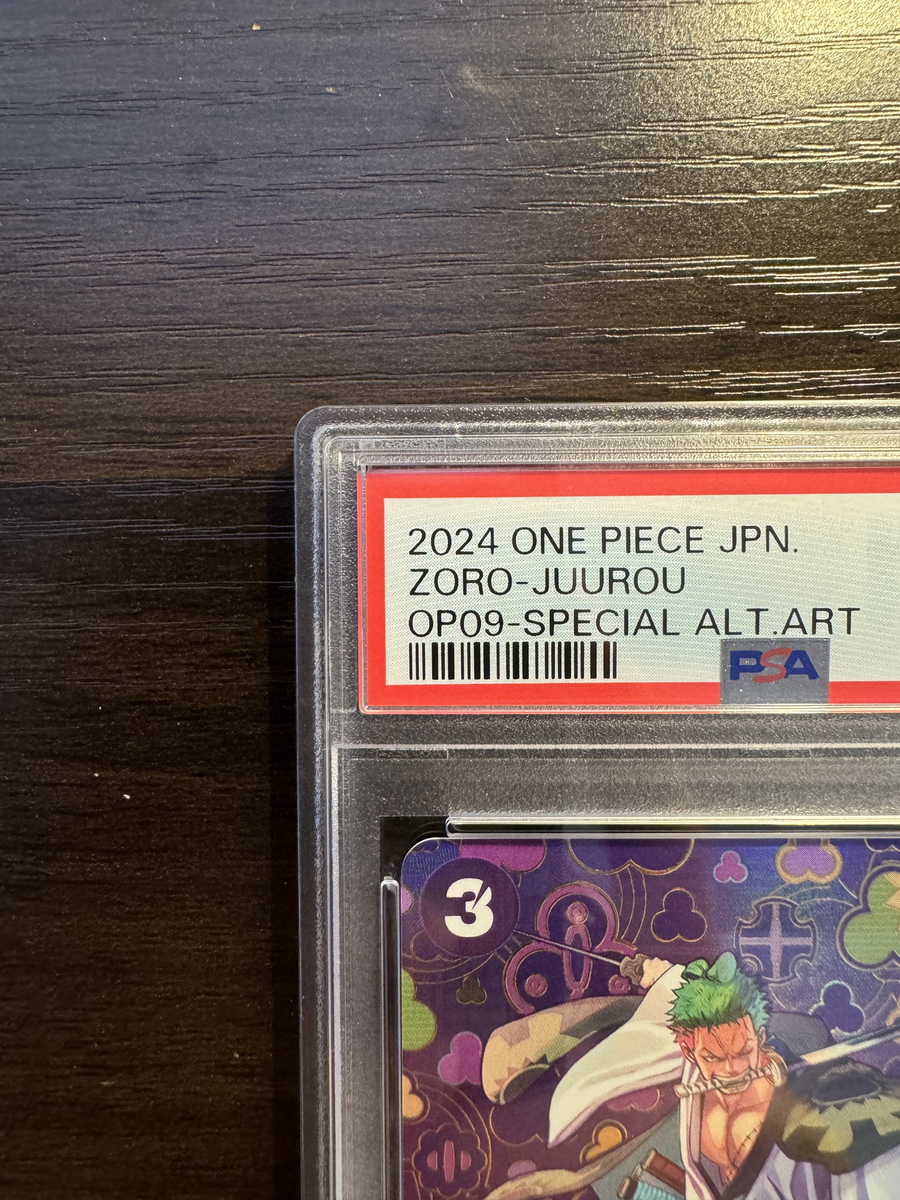 2024 ONE PIECE JPN.
ZORO-JUUROU
OP09-SPECIAL ALT.ART
PSA
3